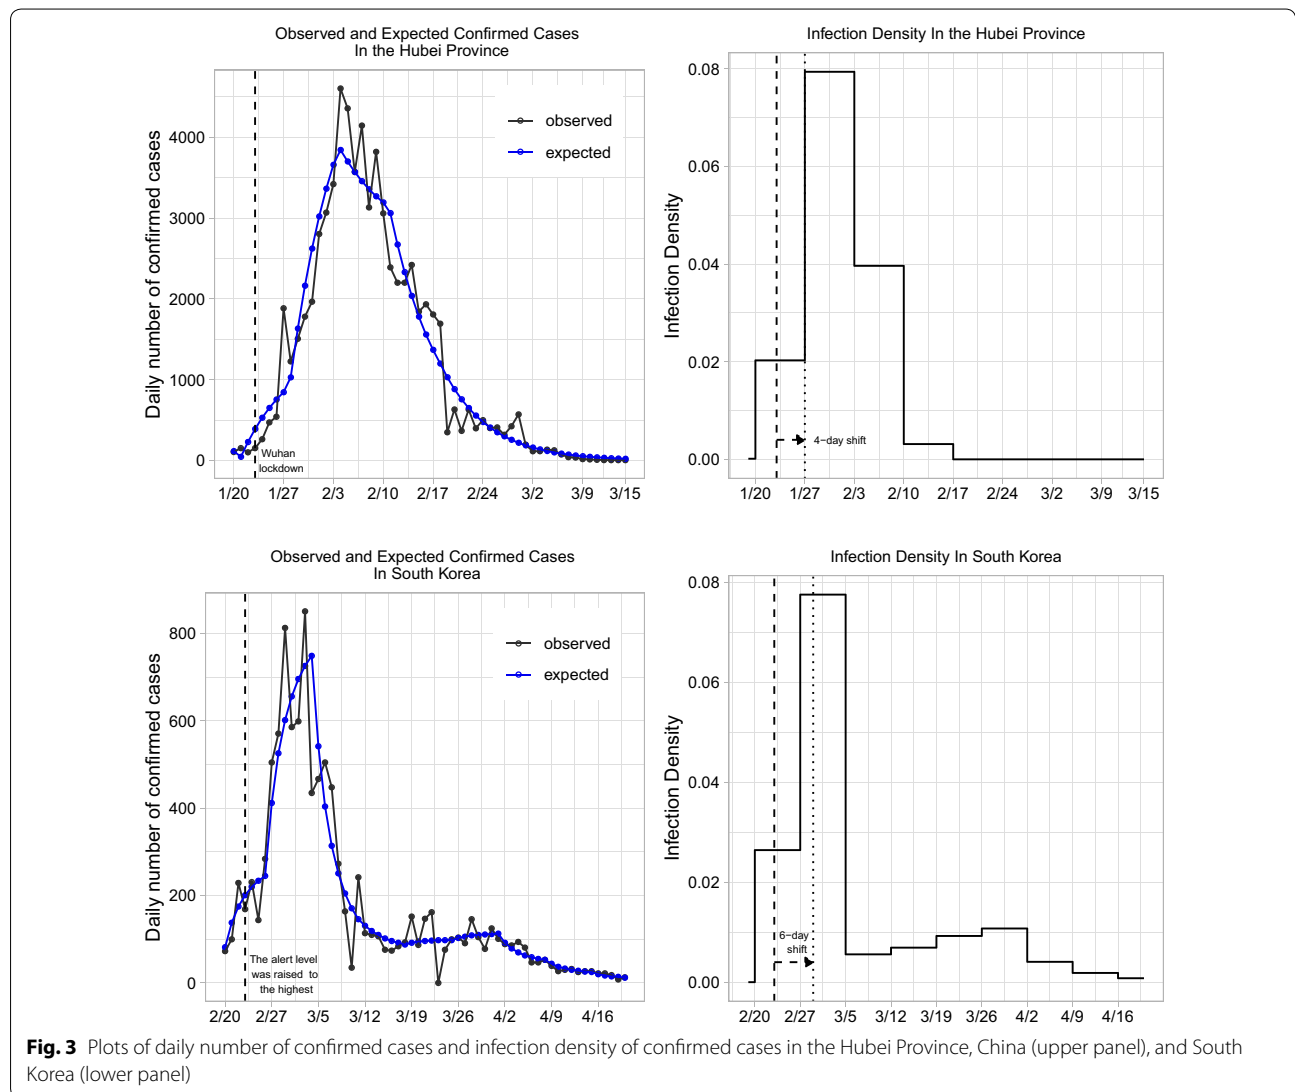 Observed and Expected Confirmed Cases
In the Hubei Province
Daily number of confirmed cases
4000
3000
2000
1000
0
observed
expected
Wuhan
lockdown
1/20 1/27 2/3 2/10 2/17 2/24 3/2 3/9 3/15
Infection Density In the Hubei Province
Infection Density
0.08
0.06
0.04
0.02
0.00
4−day shift
1/20 1/27 2/3 2/10 2/17 2/24 3/2 3/9 3/15
Observed and Expected Confirmed Cases
In South Korea
Daily number of confirmed cases
800
600
400
200
0
observed
expected
The alert level
was raised to
the highest
2/20 2/27 3/5 3/12 3/19 3/26 4/2 4/9 4/16
Infection Density In South Korea
Infection Density
0.08
0.06
0.04
0.02
0.00
6−day
shift
2/20 2/27 3/5 3/12 3/19 3/26 4/2 4/9 4/16
Fig. 3 Plots of daily number of confirmed cases and infection density of confirmed cases in the Hubei Province, China (upper panel), and South
Korea (lower panel)